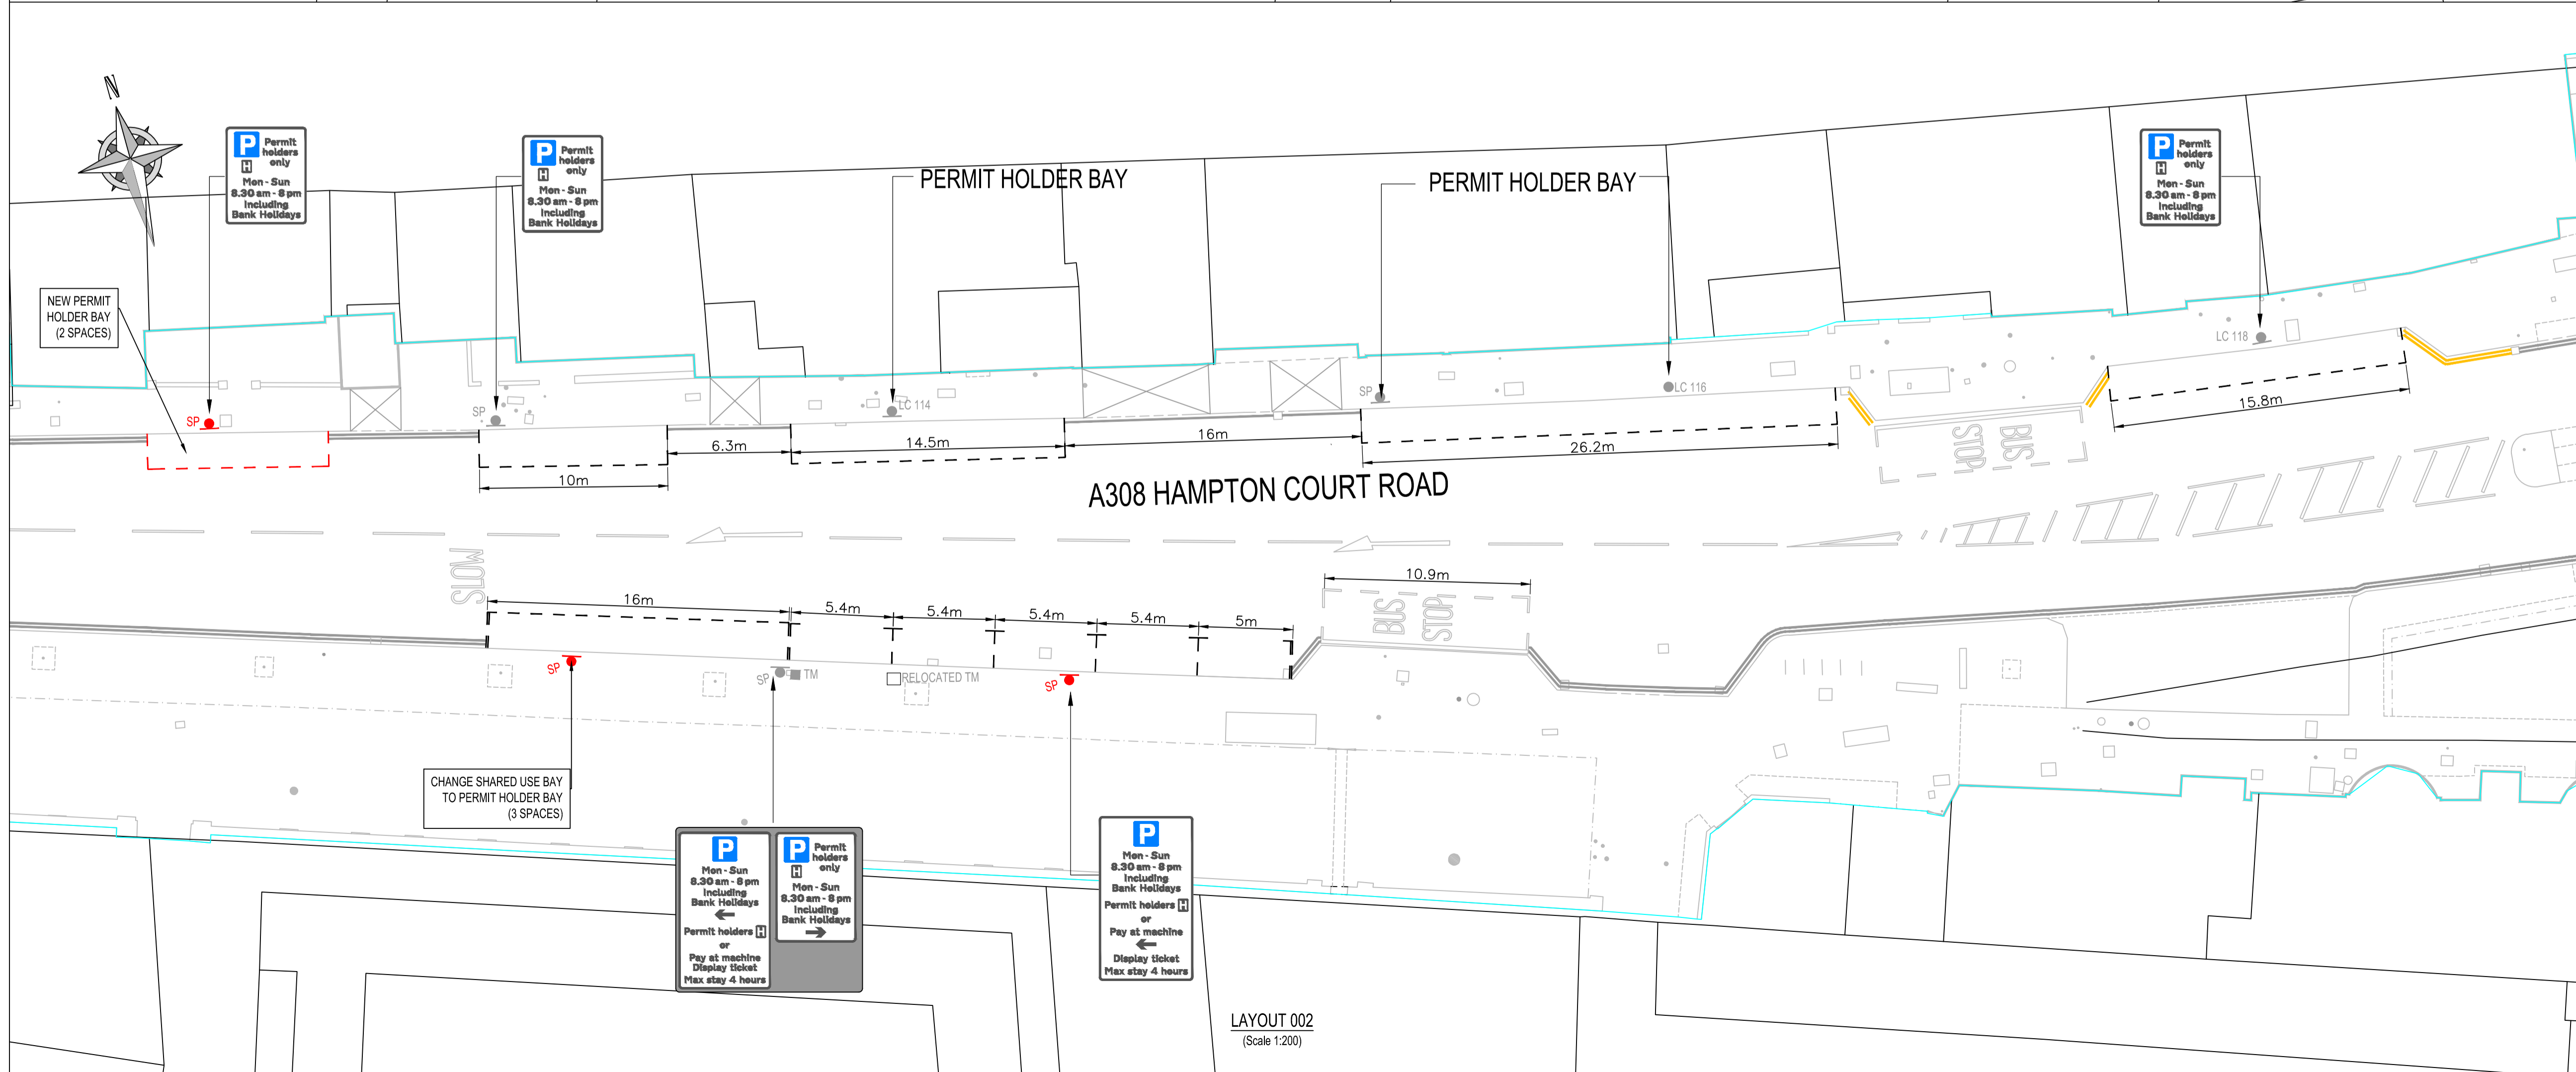 N
P Permit
holders
H only
Mon - Sun
8.30 am - 8 pm
Including
Bank Holidays
P Permit
holders
H only
Mon - Sun
8.30 am - 8 pm
Including
Bank Holidays
PERMIT HOLDER BAY
PERMIT HOLDER BAY
P Permit
holders
H only
Mon - Sun
8.30 am - 8 pm
Including
Bank Holidays
NEW PERMIT
HOLDER BAY
(2 SPACES)
SP
SP
LC 114
SP
LC 116
LC 118
10m
6.3m
14.5m
16m
26.2m
15.8m
BUS
STOP
A308 HAMPTON COURT ROAD
SLOW
16m
5.4m
5.4m
5.4m
5.4m
5m
10.9m
BUS
STOP
SP
SP
TM
RELOCATED TM
SP
CHANGE SHARED USE BAY
TO PERMIT HOLDER BAY
(3 SPACES)
P
Mon - Sun
8.30 am - 8 pm
Including
Bank Holidays
Permit holders H
or
Pay at machine
Display ticket
Max stay 4 hours
P Permit
holders
H only
Mon - Sun
8.30 am - 8 pm
Including
Bank Holidays
P
Mon - Sun
8.30 am - 8 pm
Including
Bank Holidays
Permit holders H
or
Pay at machine
Display ticket
Max stay 4 hours
LAYOUT 002
(Scale 1:200)